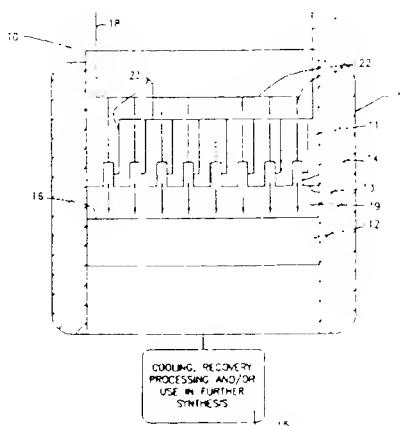 18
10
22
22
11
14
13
16
19
12
COOLING, RECOVERY
PROCESSING AND/OR
USE IN FURTHER
SYNTHESIS
15